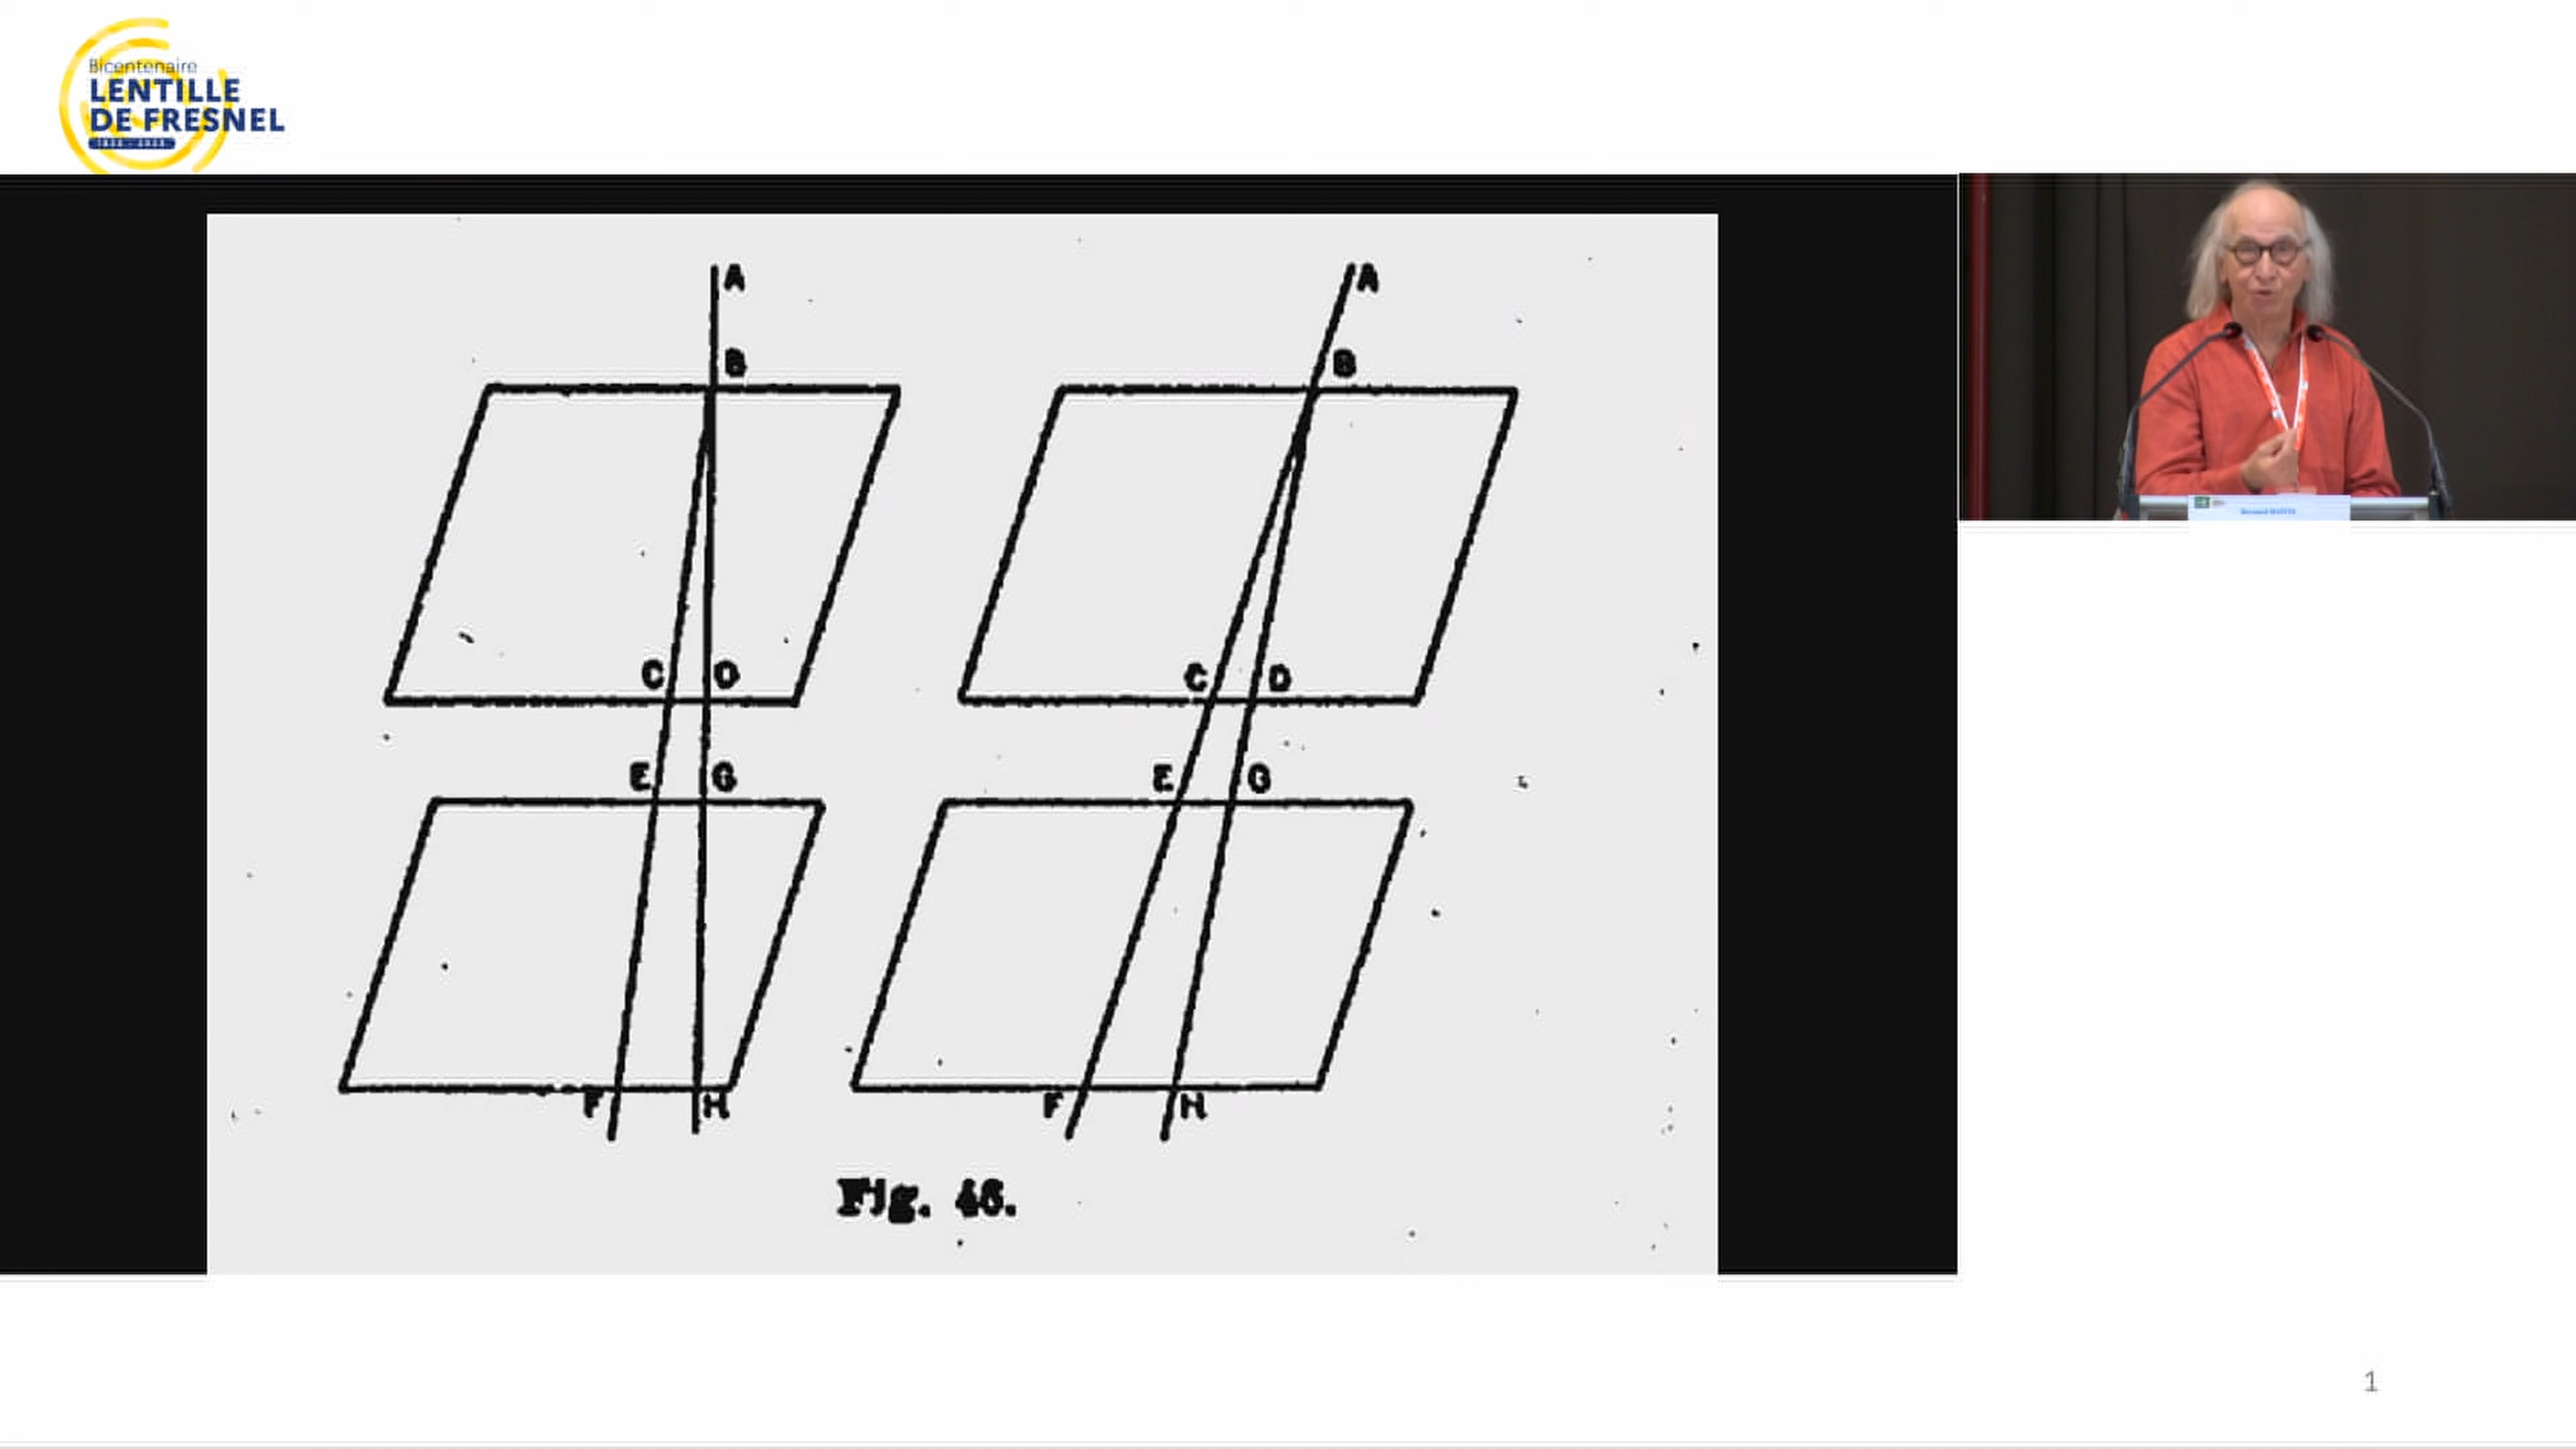 Bicentenaire
LENTILLE
DE FRESNEL
A
B
C D
E G
F H
A
B
C D
E G
F H
Fig. 46.
1